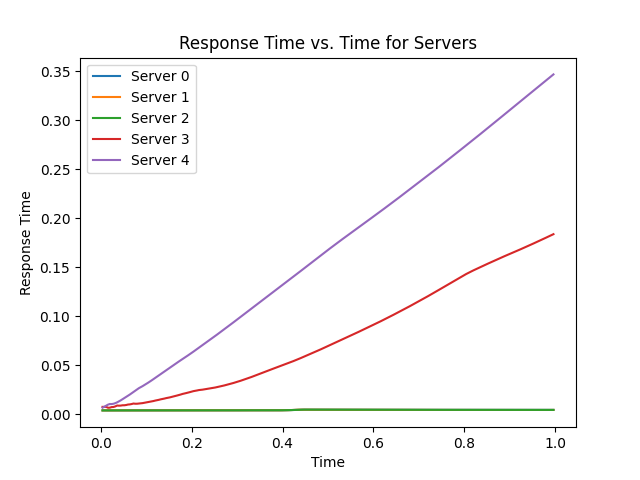 Response Time vs. Time for Servers
Server 0
Server 1
Server 2
Server 3
Server 4
0.35
0.30
0.25
0.20
0.15
0.10
0.05
0.00
Response Time
0.0 0.2 0.4 0.6 0.8 1.0
Time